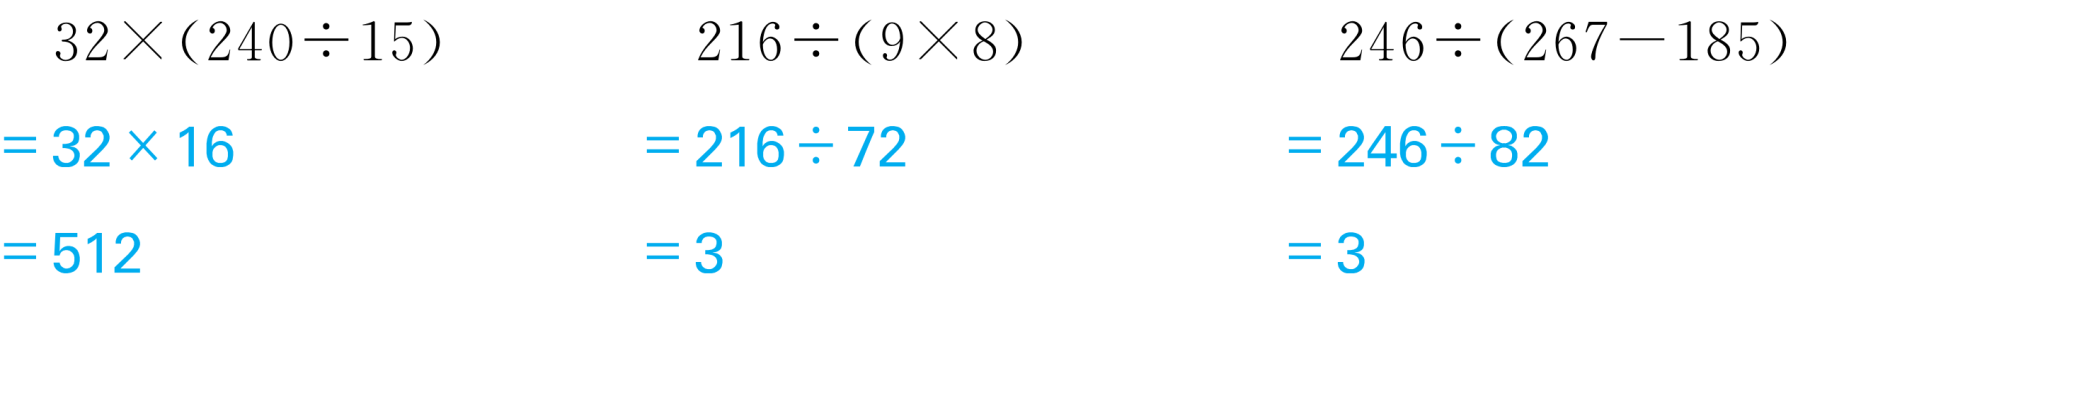 32×(240÷15) 216÷(9×8) 246÷(267－185)
=32×16 =216÷72 =246÷82
=512 =3 =3